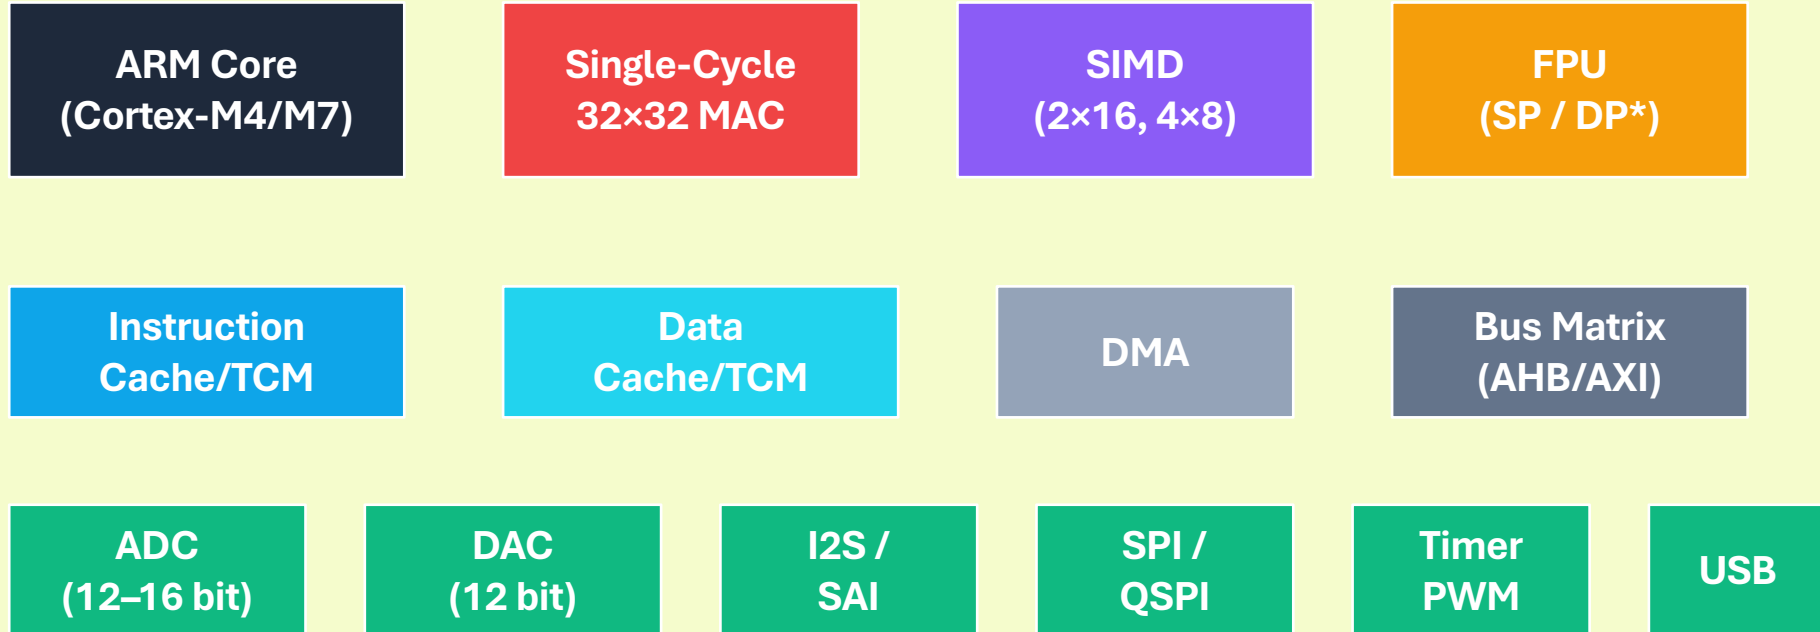 ARM Core
(Cortex-M4/M7)
Single-Cycle
32×32 MAC
SIMD
(2×16, 4×8)
FPU
(SP / DP*)
Instruction
Cache/TCM
Data
Cache/TCM
DMA
Bus Matrix
(AHB/AXI)
ADC
(12–16 bit)
DAC
(12 bit)
I2S /
SAI
SPI /
QSPI
Timer
PWM
USB